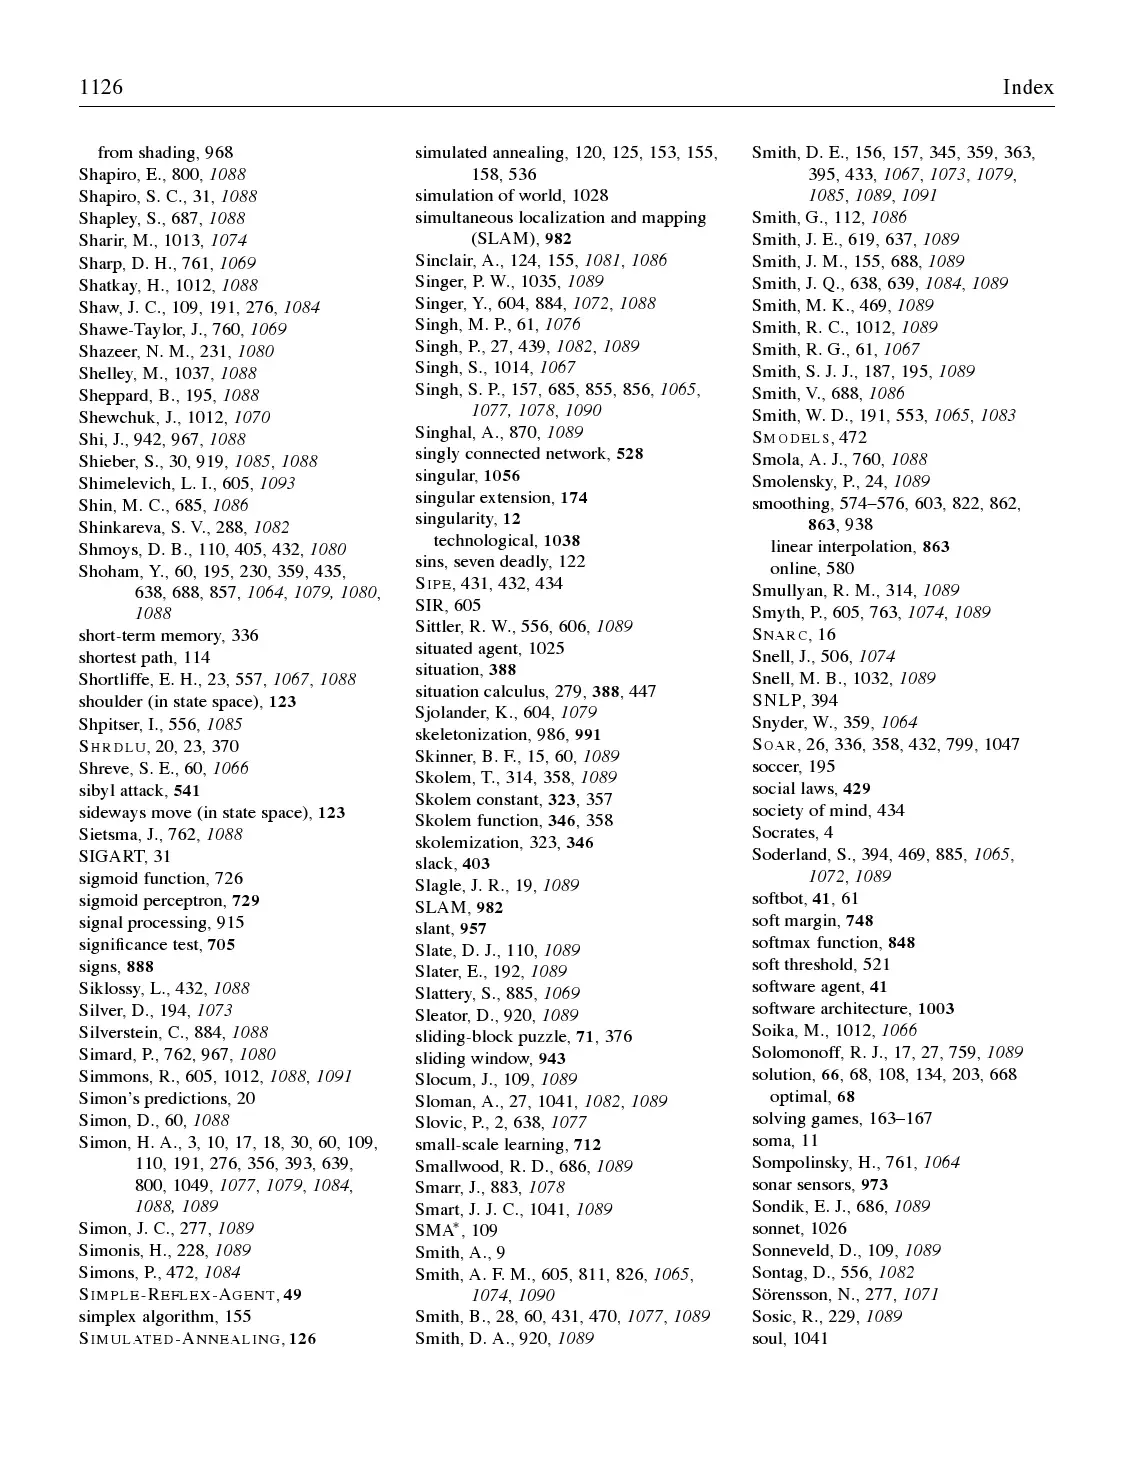 1126
Index
from shading, 968
Shapiro, E., 800, 1088
Shapiro, S. C., 31, 1088
Shapley, S., 687, 1088
Sharir, M., 1013, 1074
Sharp, D. H., 761, 1069
Shatkay, H., 1012, 1088
Shaw, J. C., 109, 191, 276, 1084
Shawe-Taylor, J., 760, 1069
Shazeer, N. M., 231, 1080
Shelley, M., 1037, 1088
Sheppard, B., 195, 1088
Shewchuk, J., 1012, 1070
Shi, J., 942, 967, 1088
Shieber, S., 30, 919, 1085, 1088
Shimelevich, L. I., 605, 1093
Shin, M. C., 685, 1086
Shinkareva, S. V., 288, 1082
Shmoys, D. B., 110, 405, 432, 1080
Shoham, Y., 60, 195, 230, 359, 435,
638, 688, 857, 1064, 1079, 1080,
1088
short-term memory, 336
shortest path, 114
Shortliffe, E. H., 23, 557, 1067, 1088
shoulder (in state space), 123
Shpitser, I., 556, 1085
SHRDLU, 20, 23, 370
Shreve, S. E., 60, 1066
sibyl attack, 541
sideways move (in state space), 123
Sietsma, J., 762, 1088
SIGART, 31
sigmoid function, 726
sigmoid perceptron, 729
signal processing, 915
significance test, 705
signs, 888
Siklossy, L., 432, 1088
Silver, D., 194, 1073
Silverstein, C., 884, 1088
Simard, P., 762, 967, 1080
Simmons, R., 605, 1012, 1088, 1091
Simon's predictions, 20
Simon, D., 60, 1088
Simon, H. A., 3, 10, 17, 18, 30, 60, 109,
110, 191, 276, 356, 393, 639,
800, 1049, 1077, 1079, 1084,
1088, 1089
Simon, J. C., 277, 1089
Simonis, H., 228, 1089
Simons, P., 472, 1084
SIMPLE-REFLEX-AGENT, 49
simplex algorithm, 155
SIMULATED-ANNEALING, 126
simulated annealing, 120, 125, 153, 155,
158, 536
simulation of world, 1028
simultaneous localization and mapping
(SLAM), 982
Sinclair, A., 124, 155, 1081, 1086
Singer, P. W., 1035, 1089
Singer, Y., 604, 884, 1072, 1088
Singh, M. P., 61, 1076
Singh, P., 27, 439, 1082, 1089
Singh, S., 1014, 1067
Singh, S. P., 157, 685, 855, 856, 1065,
1077, 1078, 1090
Singhal, A., 870, 1089
singly connected network, 528
singular, 1056
singular extension, 174
singularity, 12
technological, 1038
sins, seven deadly, 122
SIPE, 431, 432, 434
SIR, 605
Sittler, R. W., 556, 606, 1089
situated agent, 1025
situation, 388
situation calculus, 279, 388, 447
Sjolander, K., 604, 1079
skeletonization, 986, 991
Skinner, B. F., 15, 60, 1089
Skolem, T., 314, 358, 1089
Skolem constant, 323, 357
Skolem function, 346, 358
skolemization, 323, 346
slack, 403
Slagle, J. R., 19, 1089
SLAM, 982
slant, 957
Slate, D. J., 110, 1089
Slater, E., 192, 1089
Slattery, S., 885, 1069
Sleator, D., 920, 1089
sliding-block puzzle, 71, 376
sliding window, 943
Slocum, J., 109, 1089
Sloman, A., 27, 1041, 1082, 1089
Slovic, P., 2, 638, 1077
small-scale learning, 712
Smallwood, R. D., 686, 1089
Smarr, J., 883, 1078
Smart, J. J. C., 1041, 1089
SMA*, 109
Smith, A., 9
Smith, A. F. M., 605, 811, 826, 1065,
1074, 1090
Smith, B., 28, 60, 431, 470, 1077, 1089
Smith, D. A., 920, 1089
Smith, D. E., 156, 157, 345, 359, 363,
395, 433, 1067, 1073, 1079,
1085, 1089, 1091
Smith, G., 112, 1086
Smith, J. E., 619, 637, 1089
Smith, J. M., 155, 688, 1089
Smith, J. Q., 638, 639, 1084, 1089
Smith, M. K., 469, 1089
Smith, R. C., 1012, 1089
Smith, R. G., 61, 1067
Smith, S. J. J., 187, 195, 1089
Smith, V., 688, 1086
Smith, W. D., 191, 553, 1065, 1083
SMODELS, 472
Smola, A. J., 760, 1088
Smolensky, P., 24, 1089
smoothing, 574–576, 603, 822, 862,
863, 938
linear interpolation, 863
online, 580
Smullyan, R. M., 314, 1089
Smyth, P., 605, 763, 1074, 1089
SNARC, 16
Snell, J., 506, 1074
Snell, M. B., 1032, 1089
SNLP, 394
Snyder, W., 359, 1064
SOAR, 26, 336, 358, 432, 799, 1047
soccer, 195
social laws, 429
society of mind, 434
Socrates, 4
Soderland, S., 394, 469, 885, 1065,
1072, 1089
softbot, 41, 61
soft margin, 748
softmax function, 848
soft threshold, 521
software agent, 41
software architecture, 1003
Soika, M., 1012, 1066
Solomonoff, R. J., 17, 27, 759, 1089
solution, 66, 68, 108, 134, 203, 668
optimal, 68
solving games, 163–167
soma, 11
Sompolinsky, H., 761, 1064
sonar sensors, 973
Sondik, E. J., 686, 1089
sonnet, 1026
Sonneveld, D., 109, 1089
Sontag, D., 556, 1082
Sörensson, N., 277, 1071
Sosic, R., 229, 1089
soul, 1041